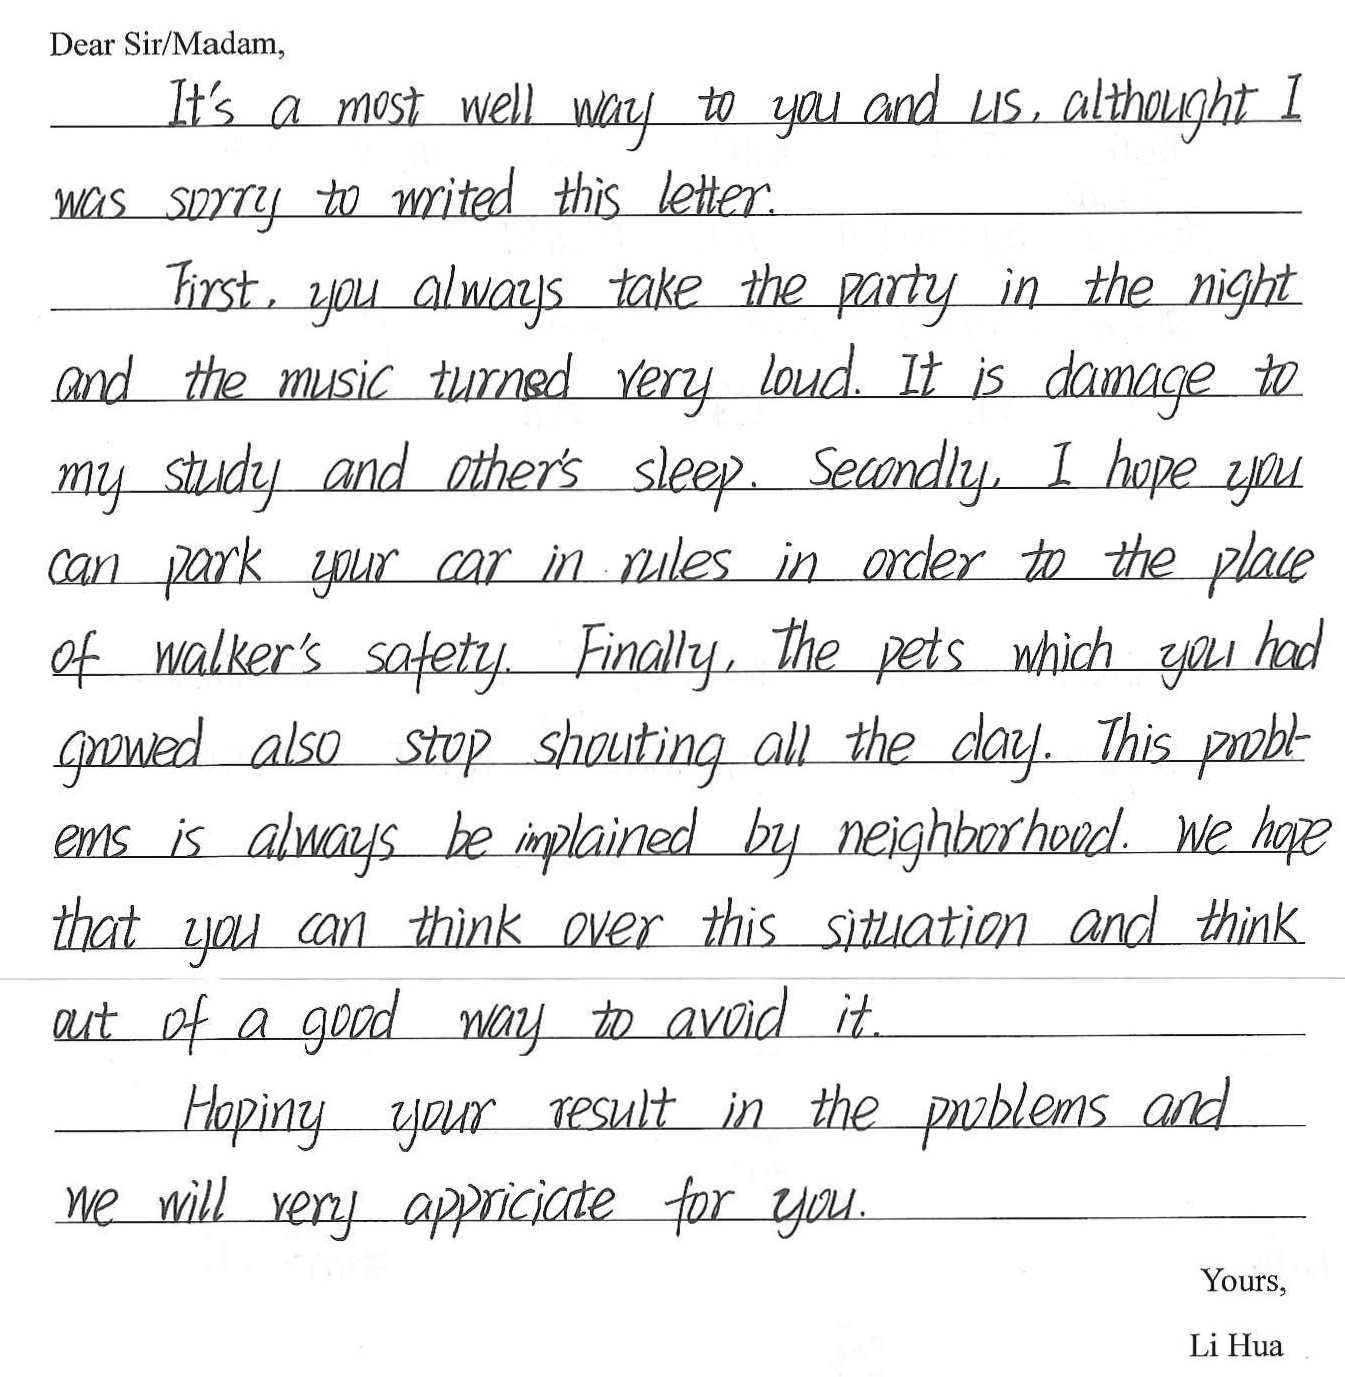 Dear Sir/Madam,
It's a most well way to you and us, althought I
was sorry to writed this letter.
First, you always take the party in the night
and the music turned very loud. It is damage to
my study and other's sleep. Secondly, I hope you
can park your car in rules in order to the place
of walker's safety. Finally, the pets which you had
growed also stop shouting all the day. This probl-
ems is always be implained by neighborhood. We hope
that you can think over this situation and think
out of a good way to avoid it.
Hoping your result in the problems and
we will very appriciate for you.
Yours,
Li Hua